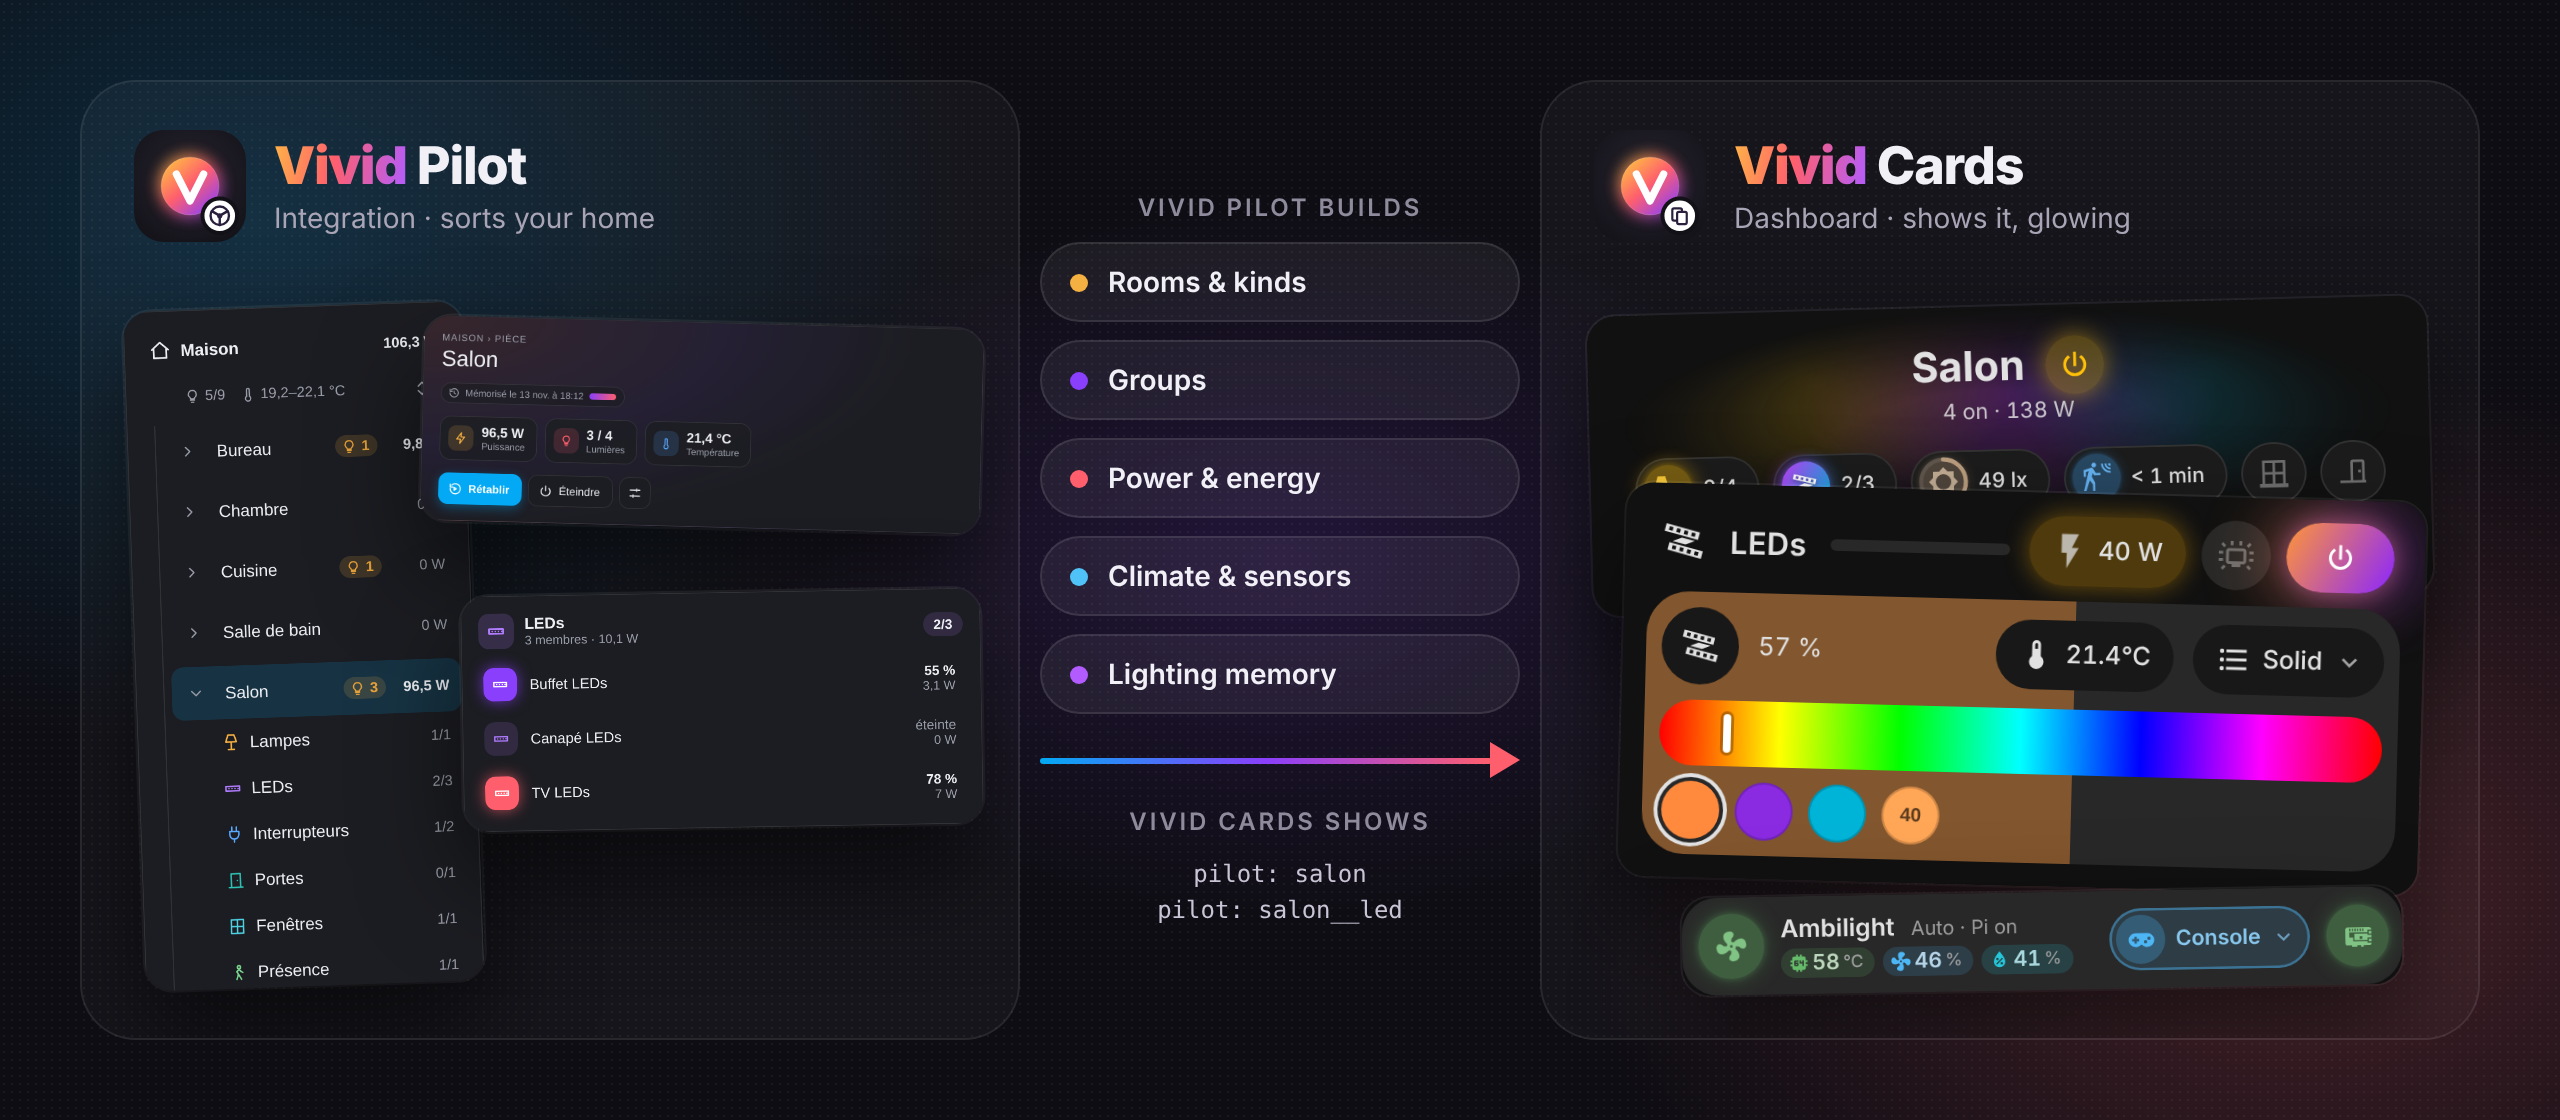 Vivid Pilot
Integration · sorts your home
Maison
106,3
5/9
19,2–22,1 °C
Bureau
1
9,8
Chambre
Cuisine
1
0 W
Salle de bain
0 W
Salon
3
96,5 W
Lampes
1/1
LEDs
2/3
Interrupteurs
1/2
Portes
0/1
Fenêtres
1/1
Présence
1/1
MAISON › PIÈCE
Salon
Mémorisé le 13 nov. à 18:12
96,5 W
Puissance
3 / 4
Lumières
21,4 °C
Température
Rétablir
Éteindre
LEDs
3 membres · 10,1 W
2/3
Buffet LEDs
55 %
3,1 W
Canapé LEDs
éteinte
0 W
TV LEDs
78 %
7 W
VIVID PILOT BUILDS
Rooms & kinds
Groups
Power & energy
Climate & sensors
Lighting memory
VIVID CARDS SHOWS
pilot: salon
pilot: salon__led
Vivid Cards
Dashboard · shows it, glowing
Salon
4 on · 138 W
2/3
49 lx
< 1 min
LEDs
40 W
57 %
21.4°C
Solid
40
Ambilight
Auto · Pi on
58 °C
46 %
41 %
Console